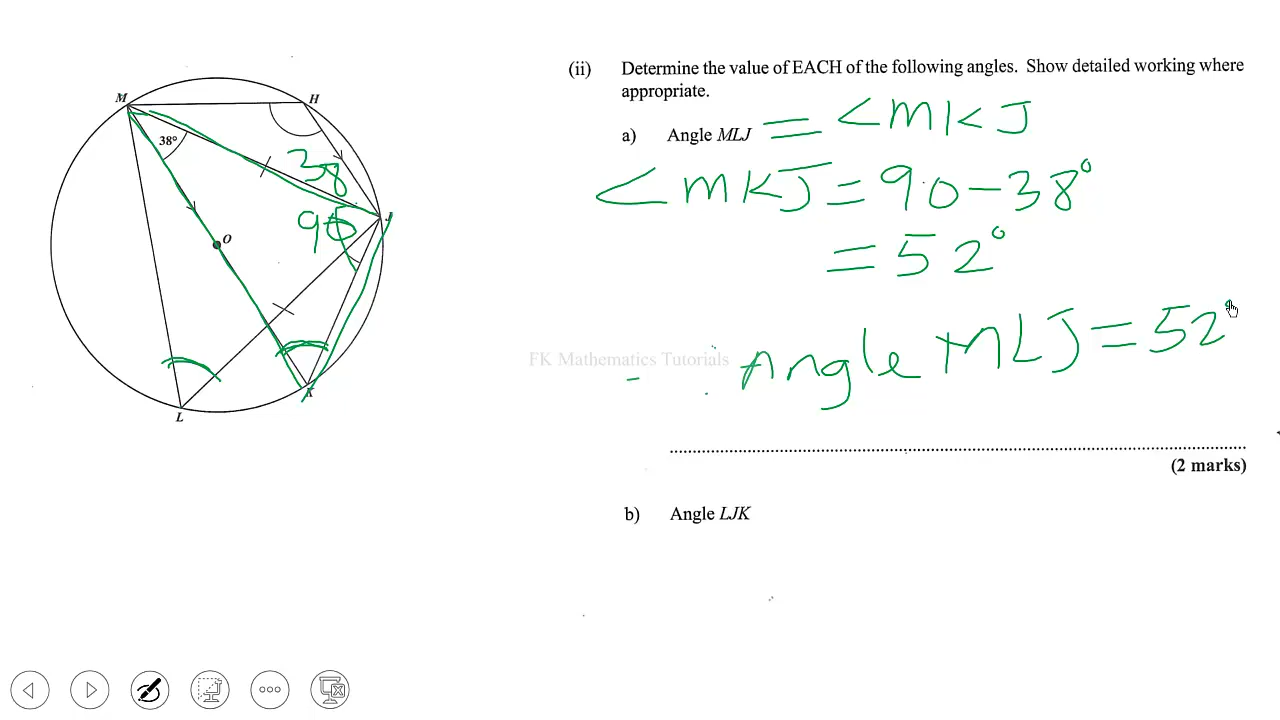 M
H
38°
38
J
90
O
L
K
(ii) Determine the value of EACH of the following angles. Show detailed working where
appropriate.
a) Angle MLJ = <MKJ
<MKJ = 90 - 38°
= 52°
Angle MLJ = 52°
FK Mathematics Tutorials
(2 marks)
b) Angle LJK